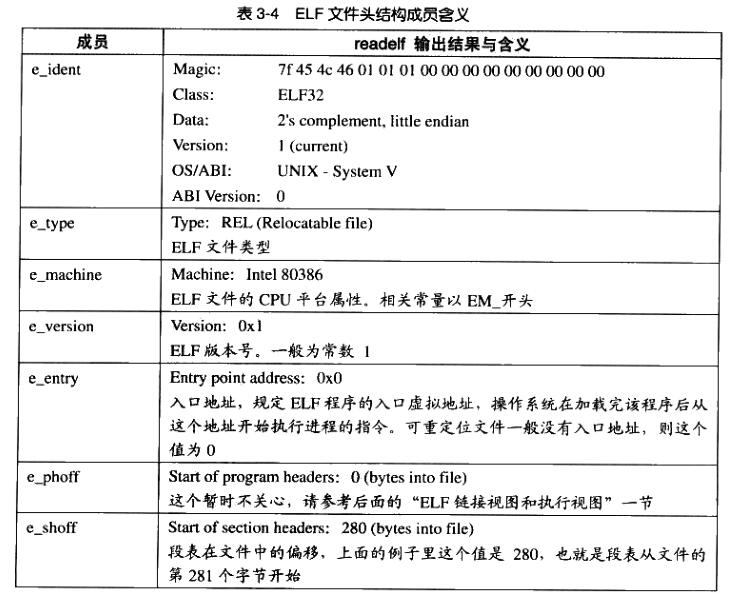 表 3-4 ELF 文件头结构成员含义
成员 readelf 输出结果与含义
e_ident Magic: 7f 45 4c 46 01 01 01 00 00 00 00 00 00 00 00 00
Class: ELF32
Data: 2's complement, little endian
Version: 1 (current)
OS/ABI: UNIX - System V
ABI Version: 0
e_type Type: REL (Relocatable file)
ELF 文件类型
e_machine Machine: Intel 80386
ELF 文件的 CPU 平台属性。相关常量以 EM_开头
e_version Version: 0x1
ELF 版本号。一般为常数 1
e_entry Entry point address: 0x0
入口地址，规定 ELF 程序的入口虚拟地址，操作系统在加载完该程序后从
这个地址开始执行进程的指令。可重定位文件一般没有入口地址，则这个
值为 0
e_phoff Start of program headers: 0 (bytes into file)
这个暂时不关心，请参考后面的“ELF 链接视图和执行视图”一节
e_shoff Start of section headers: 280 (bytes into file)
段表在文件中的偏移，上面的例子里这个值是 280，也就是段表从文件的
第 281 个字节开始